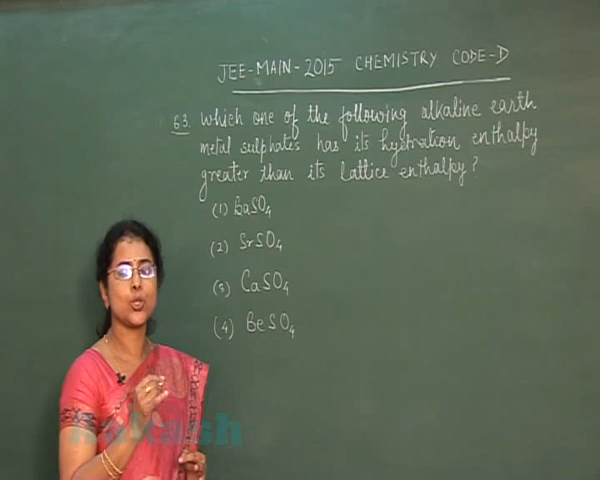 JEE-MAIN-2015 CHEMISTRY CODE-D
63. Which one of the following alkaline earth
metal sulphates has its hydration enthalpy
greater than its lattice enthalpy?
(1) BaSO4
(2) SrSO4
(3) CaSO4
(4) BeSO4
Aakash